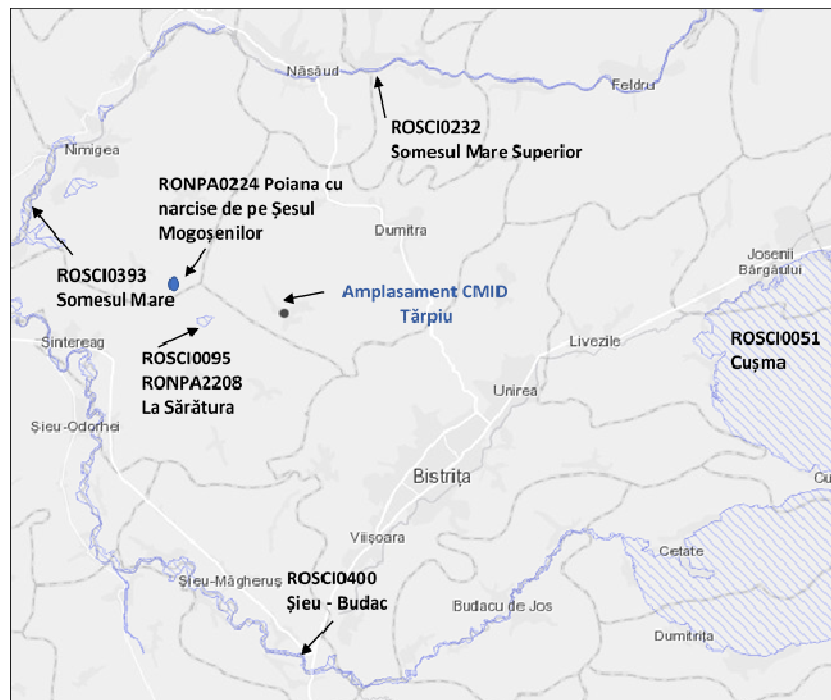 Năsăud
Feldru
ROSCI0232
Somesul Mare Superior
Nimigea
RONPA0224 Poiana cu
narcise de pe Șesul
Mogoșenilor
Dumitra
Josenii
Bârgăului
ROSCI0393
Somesul Mare
Amplasament CMID
Tărpiu
Sintereag
ROSCI0095
RONPA2208
La Sărătura
Livezile
ROSCI0051
Cușma
Unirea
Șieu-Odorhei
Bistrița
Cu
Viișoara
Cetate
Șieu-Măgheruș
ROSCI0400
Șieu - Budac
Budacu de Jos
Dumitrița